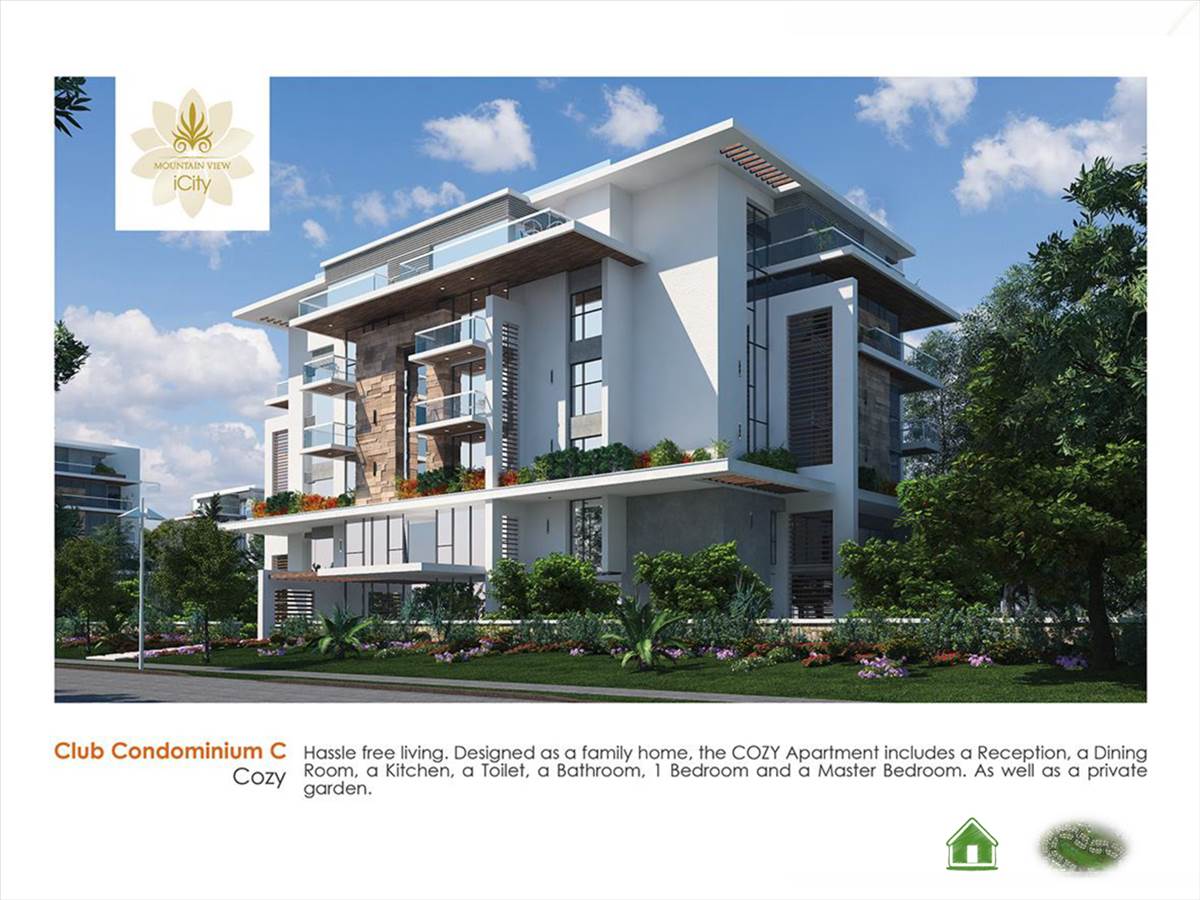 MOUNTAIN VIEW
iCity
Club Condominium C
Cozy
Hassle free living. Designed as a family home, the COZY Apartment includes a Reception, a Dining
Room, a Kitchen, a Toilet, a Bathroom, 1 Bedroom and a Master Bedroom. As well as a private
garden.